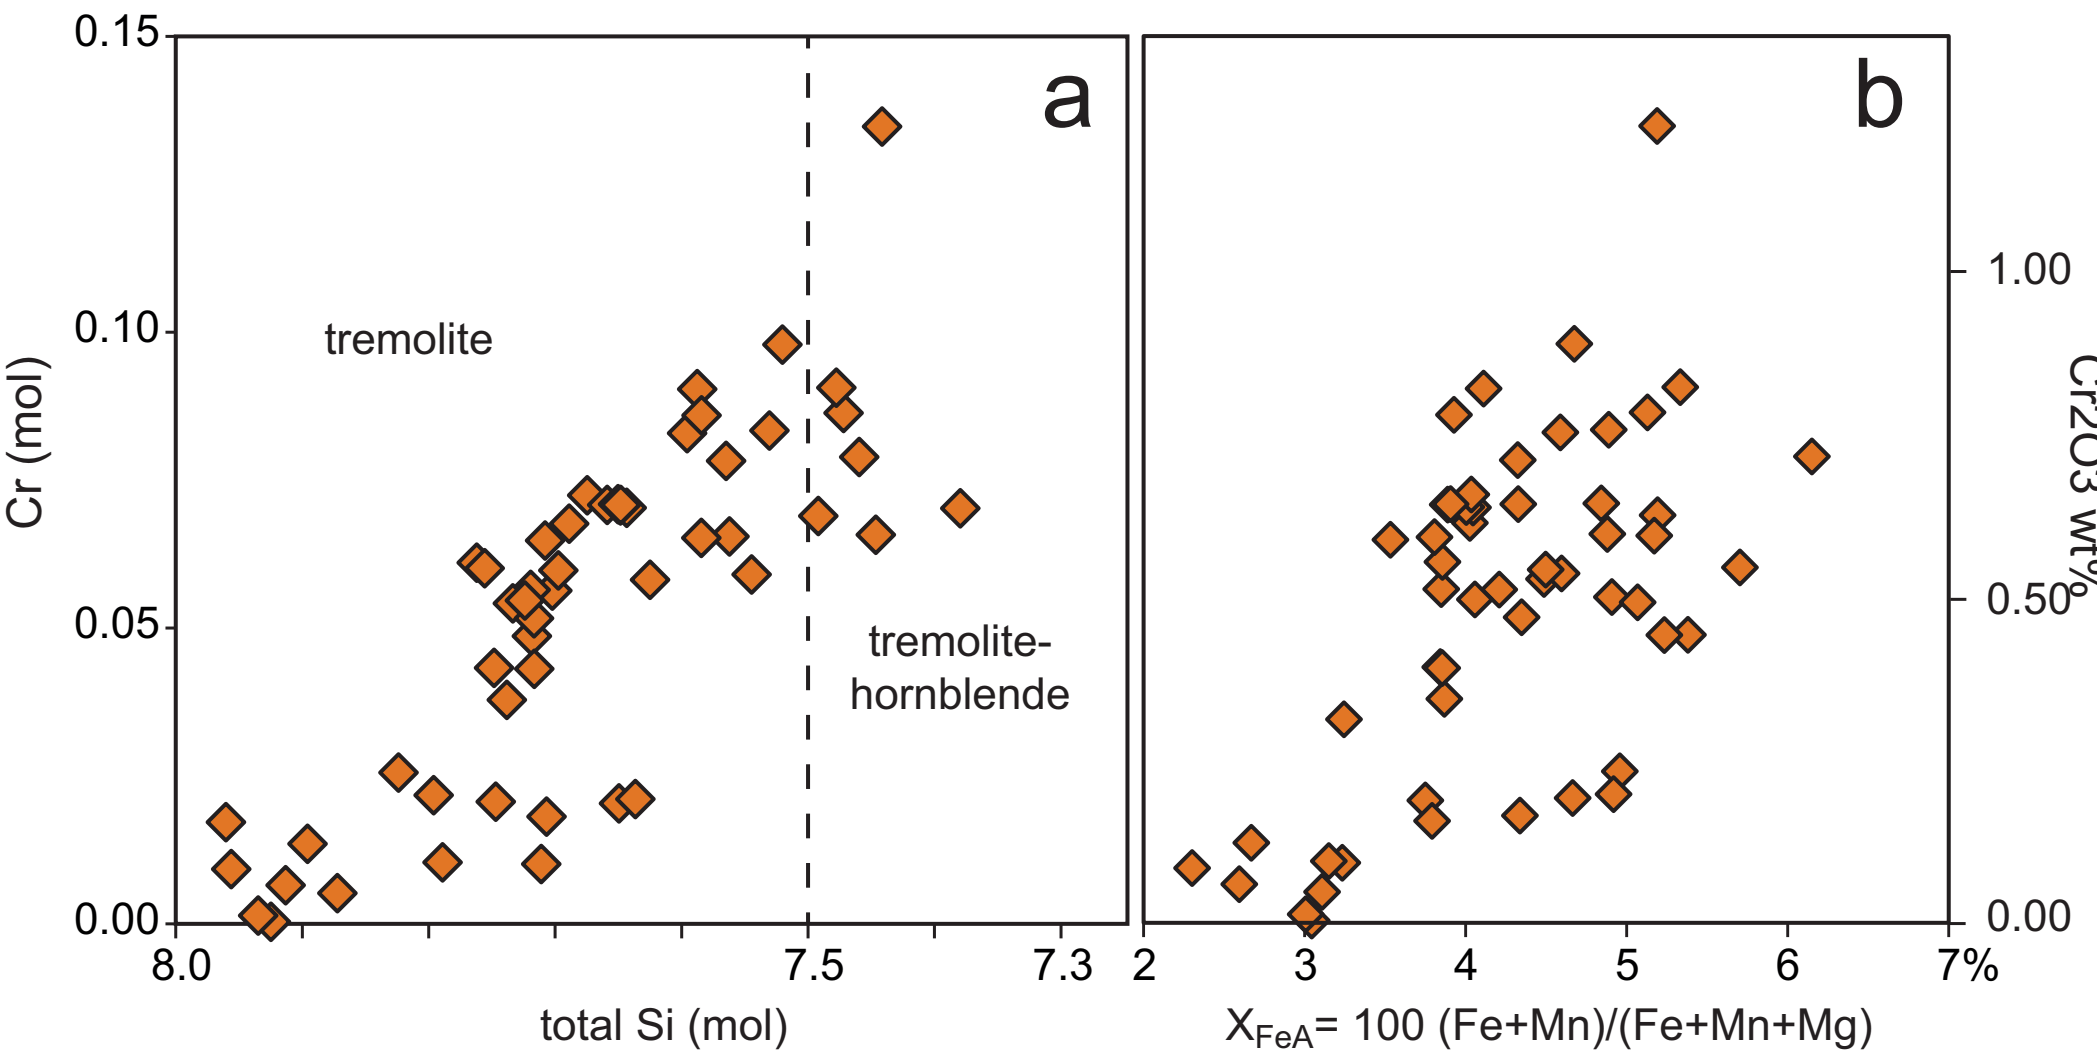 0.15
a
b
1.00
0.10
tremolite
Cr (mol)
Cr2O3 wt%
0.05
tremolite-
hornblende
0.50
0.00
0.00
8.0
7.5
7.3
2
3
4
5
6
7%
total Si (mol)
XFeA= 100 (Fe+Mn)/(Fe+Mn+Mg)